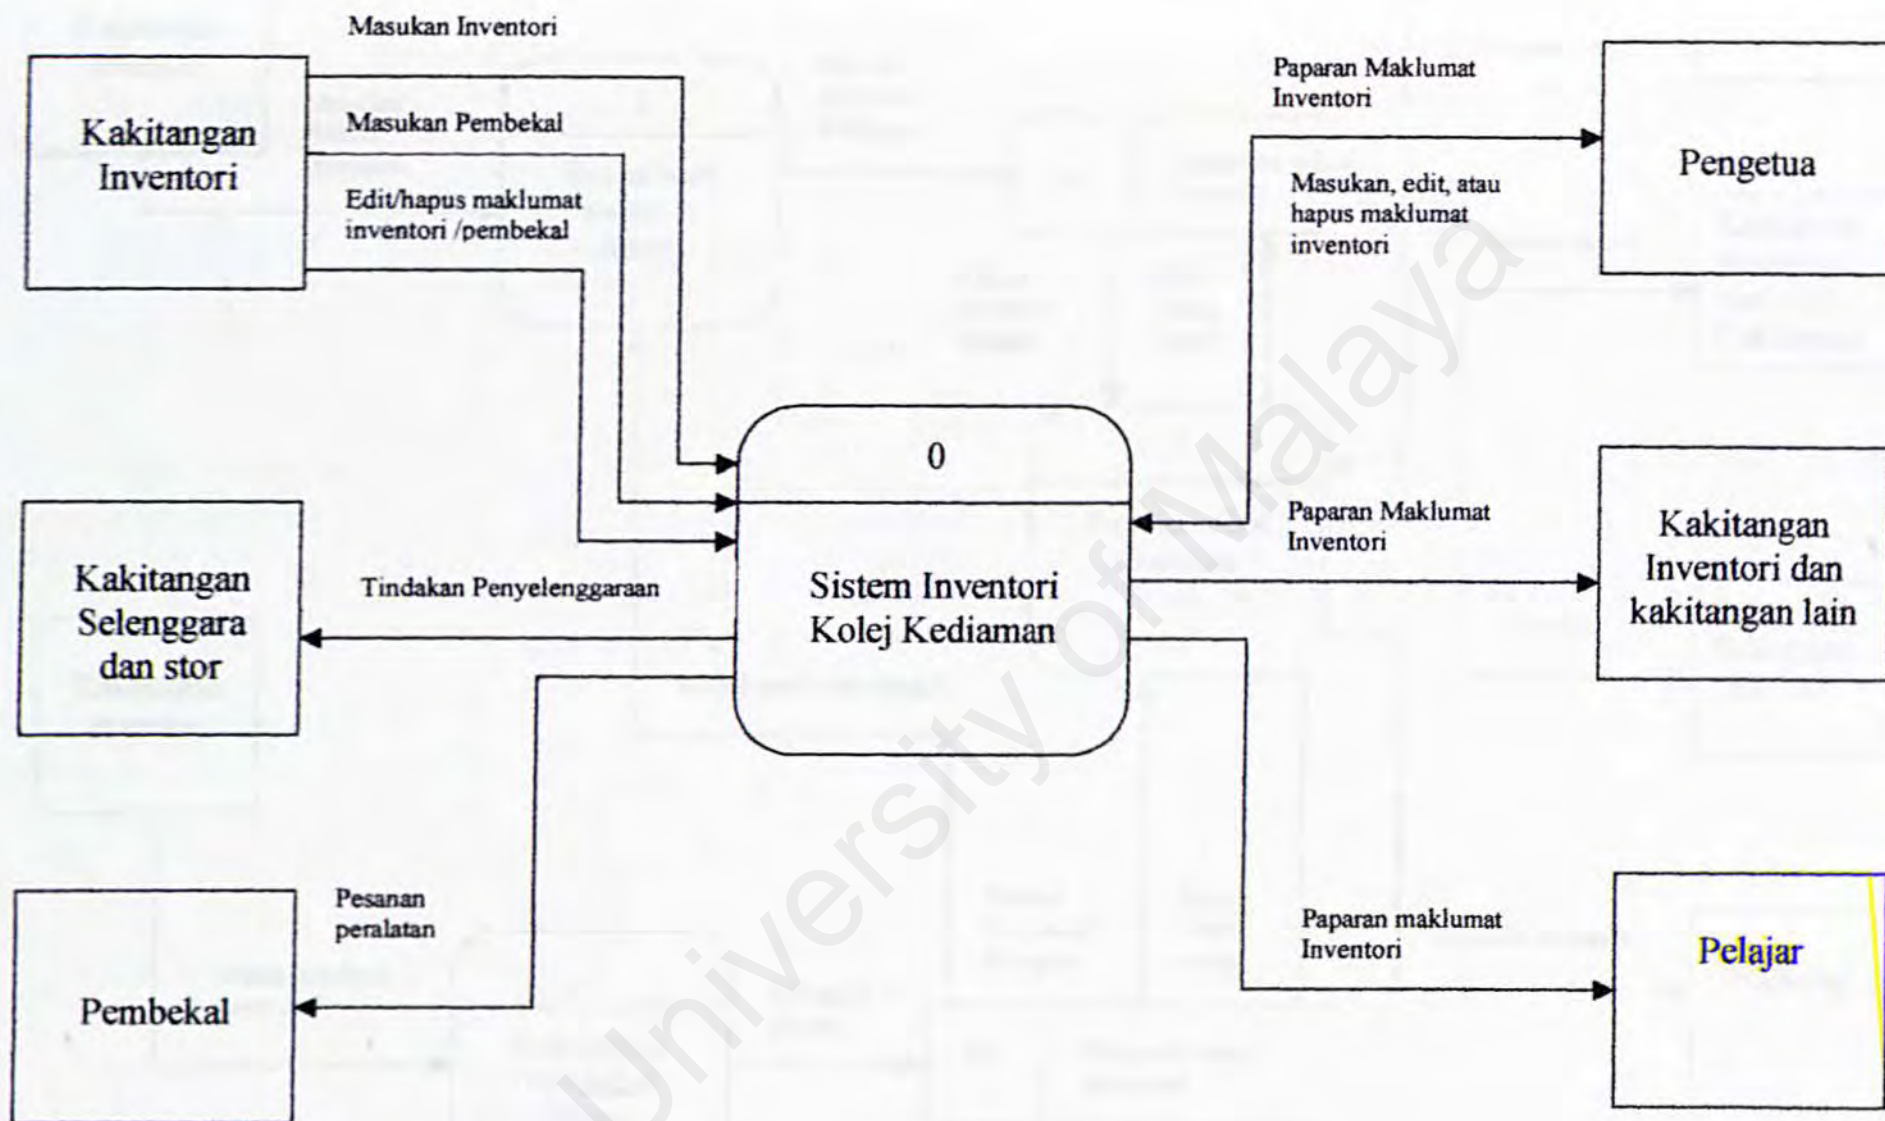 Masukan Inventori
Kakitangan
Inventori
Masukan Pembekal
Edit/hapus maklumat
inventori /pembekal
Paparan Maklumat
Inventori
Masukan, edit, atau
hapus maklumat
inventori
Pengetua
0
Sistem Inventori
Kolej Kediaman
Paparan Maklumat
Inventori
Kakitangan
Inventori dan
kakitangan lain
Kakitangan
Selenggara
dan stor
Tindakan Penyelenggaraan
Pesanan
peralatan
Pembekal
Paparan maklumat
Inventori
Pelajar
University of Malaya